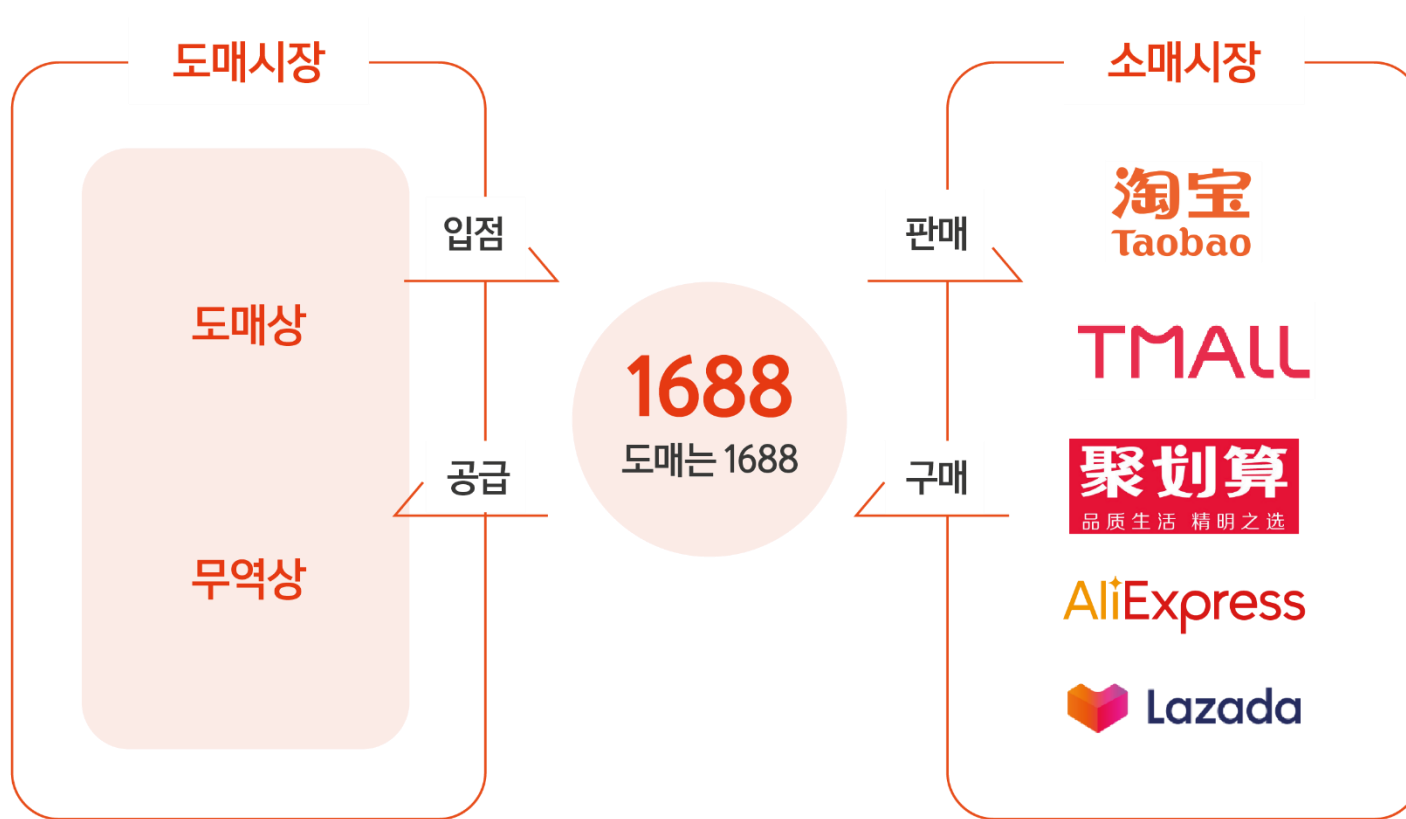 도매시장
도매상
무역상
입점
공급
1688
도매는 1688
판매
구매
소매시장
淘宝
Taobao
TMALL
聚划算
品质生活 精明之选
AliExpress
Lazada